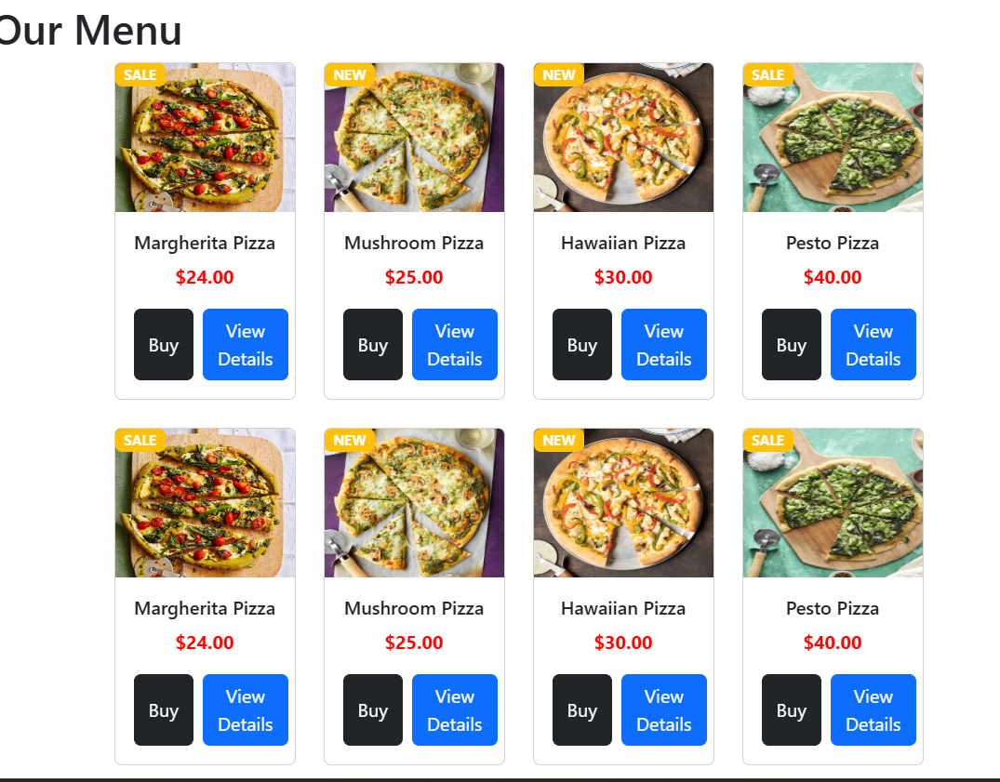 Our Menu
SALE NEW NEW SALE
Margherita Pizza Mushroom Pizza Hawaiian Pizza Pesto Pizza
$24.00 $25.00 $30.00 $40.00
Buy View Details Buy View Details Buy View Details Buy View Details
SALE NEW NEW SALE
Margherita Pizza Mushroom Pizza Hawaiian Pizza Pesto Pizza
$24.00 $25.00 $30.00 $40.00
Buy View Details Buy View Details Buy View Details Buy View Details